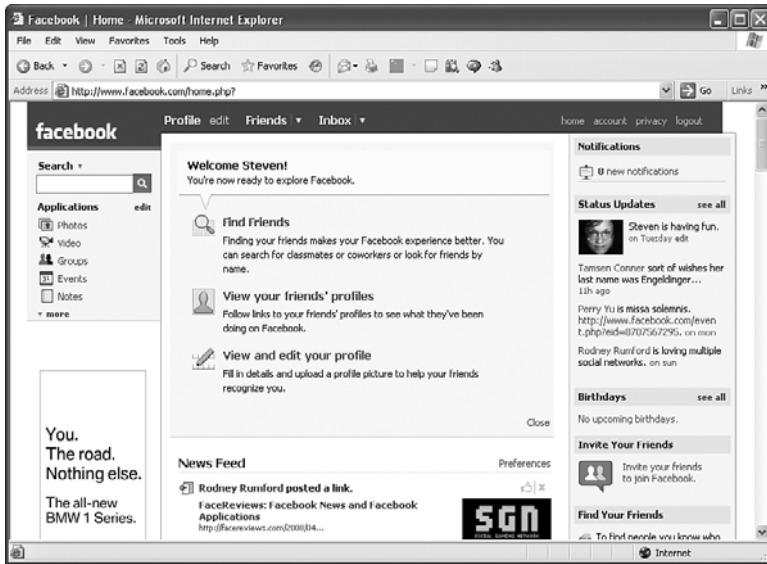 Facebook | Home - Microsoft Internet Explorer
File Edit View Favorites Tools Help
Back Search Favorites
Address http://www.facebook.com/home.php? Go Links »
facebook
Profile edit Friends Inbox
home account privacy logout
Search
Applications edit
Photos
Video
Groups
31 Events
Notes
more
You.
The road.
Nothing else.
The all-new
BMW 1 Series.
Welcome Steven!
You're now ready to explore Facebook.
Find Friends
Finding your friends makes your Facebook experience better. You
can search for classmates or coworkers or look for friends by
name.
View your friends' profiles
Follow links to your friends' profiles to see what they've been
doing on Facebook.
View and edit your profile
Fill in details and upload a profile picture to help your friends
recognize you.
Close
News Feed Preferences
Rodney Rumford posted a link.
FaceReviews: Facebook News and Facebook
Applications
http://facereviews.com/2008/04...
SGN
SOCIAL GAMING NETWORK
Notifications
0 new notifications
Status Updates see all
Steven is having fun.
on Tuesday edit
Tamsen Conner sort of wishes her
last name was Engeldinger...
11h ago
Perry Yu is missa solemnis.
http://www.facebook.com/even
t.php?eid=8707567295. on mon
Rodney Rumford is loving multiple
social networks. on sun
Birthdays see all
No upcoming birthdays.
Invite Your Friends
Invite your friends
to join Facebook.
Find Your Friends
To find people you know who
Internet